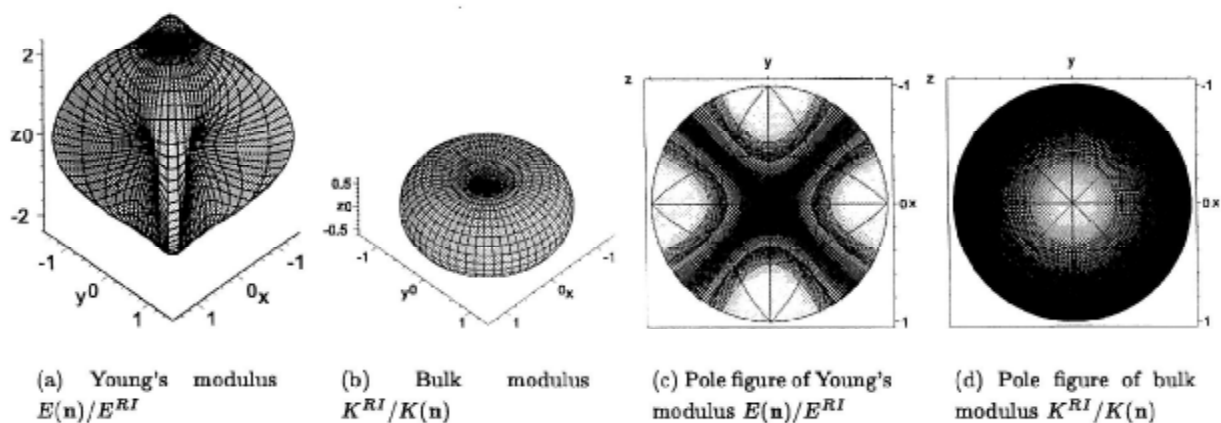 2
z0
-2
-1
y0
1
-1
0x
1
0.5
z0
-0.5
-1
y0
1
-1
0x
1
y
z
-1
0x
1
y
z
-1
0x
1
(a) Young's modulus
E(n)/E^{RI}
(b) Bulk modulus
K^{RI}/K(n)
(c) Pole figure of Young's
modulus E(n)/E^{RI}
(d) Pole figure of bulk
modulus K^{RI}/K(n)